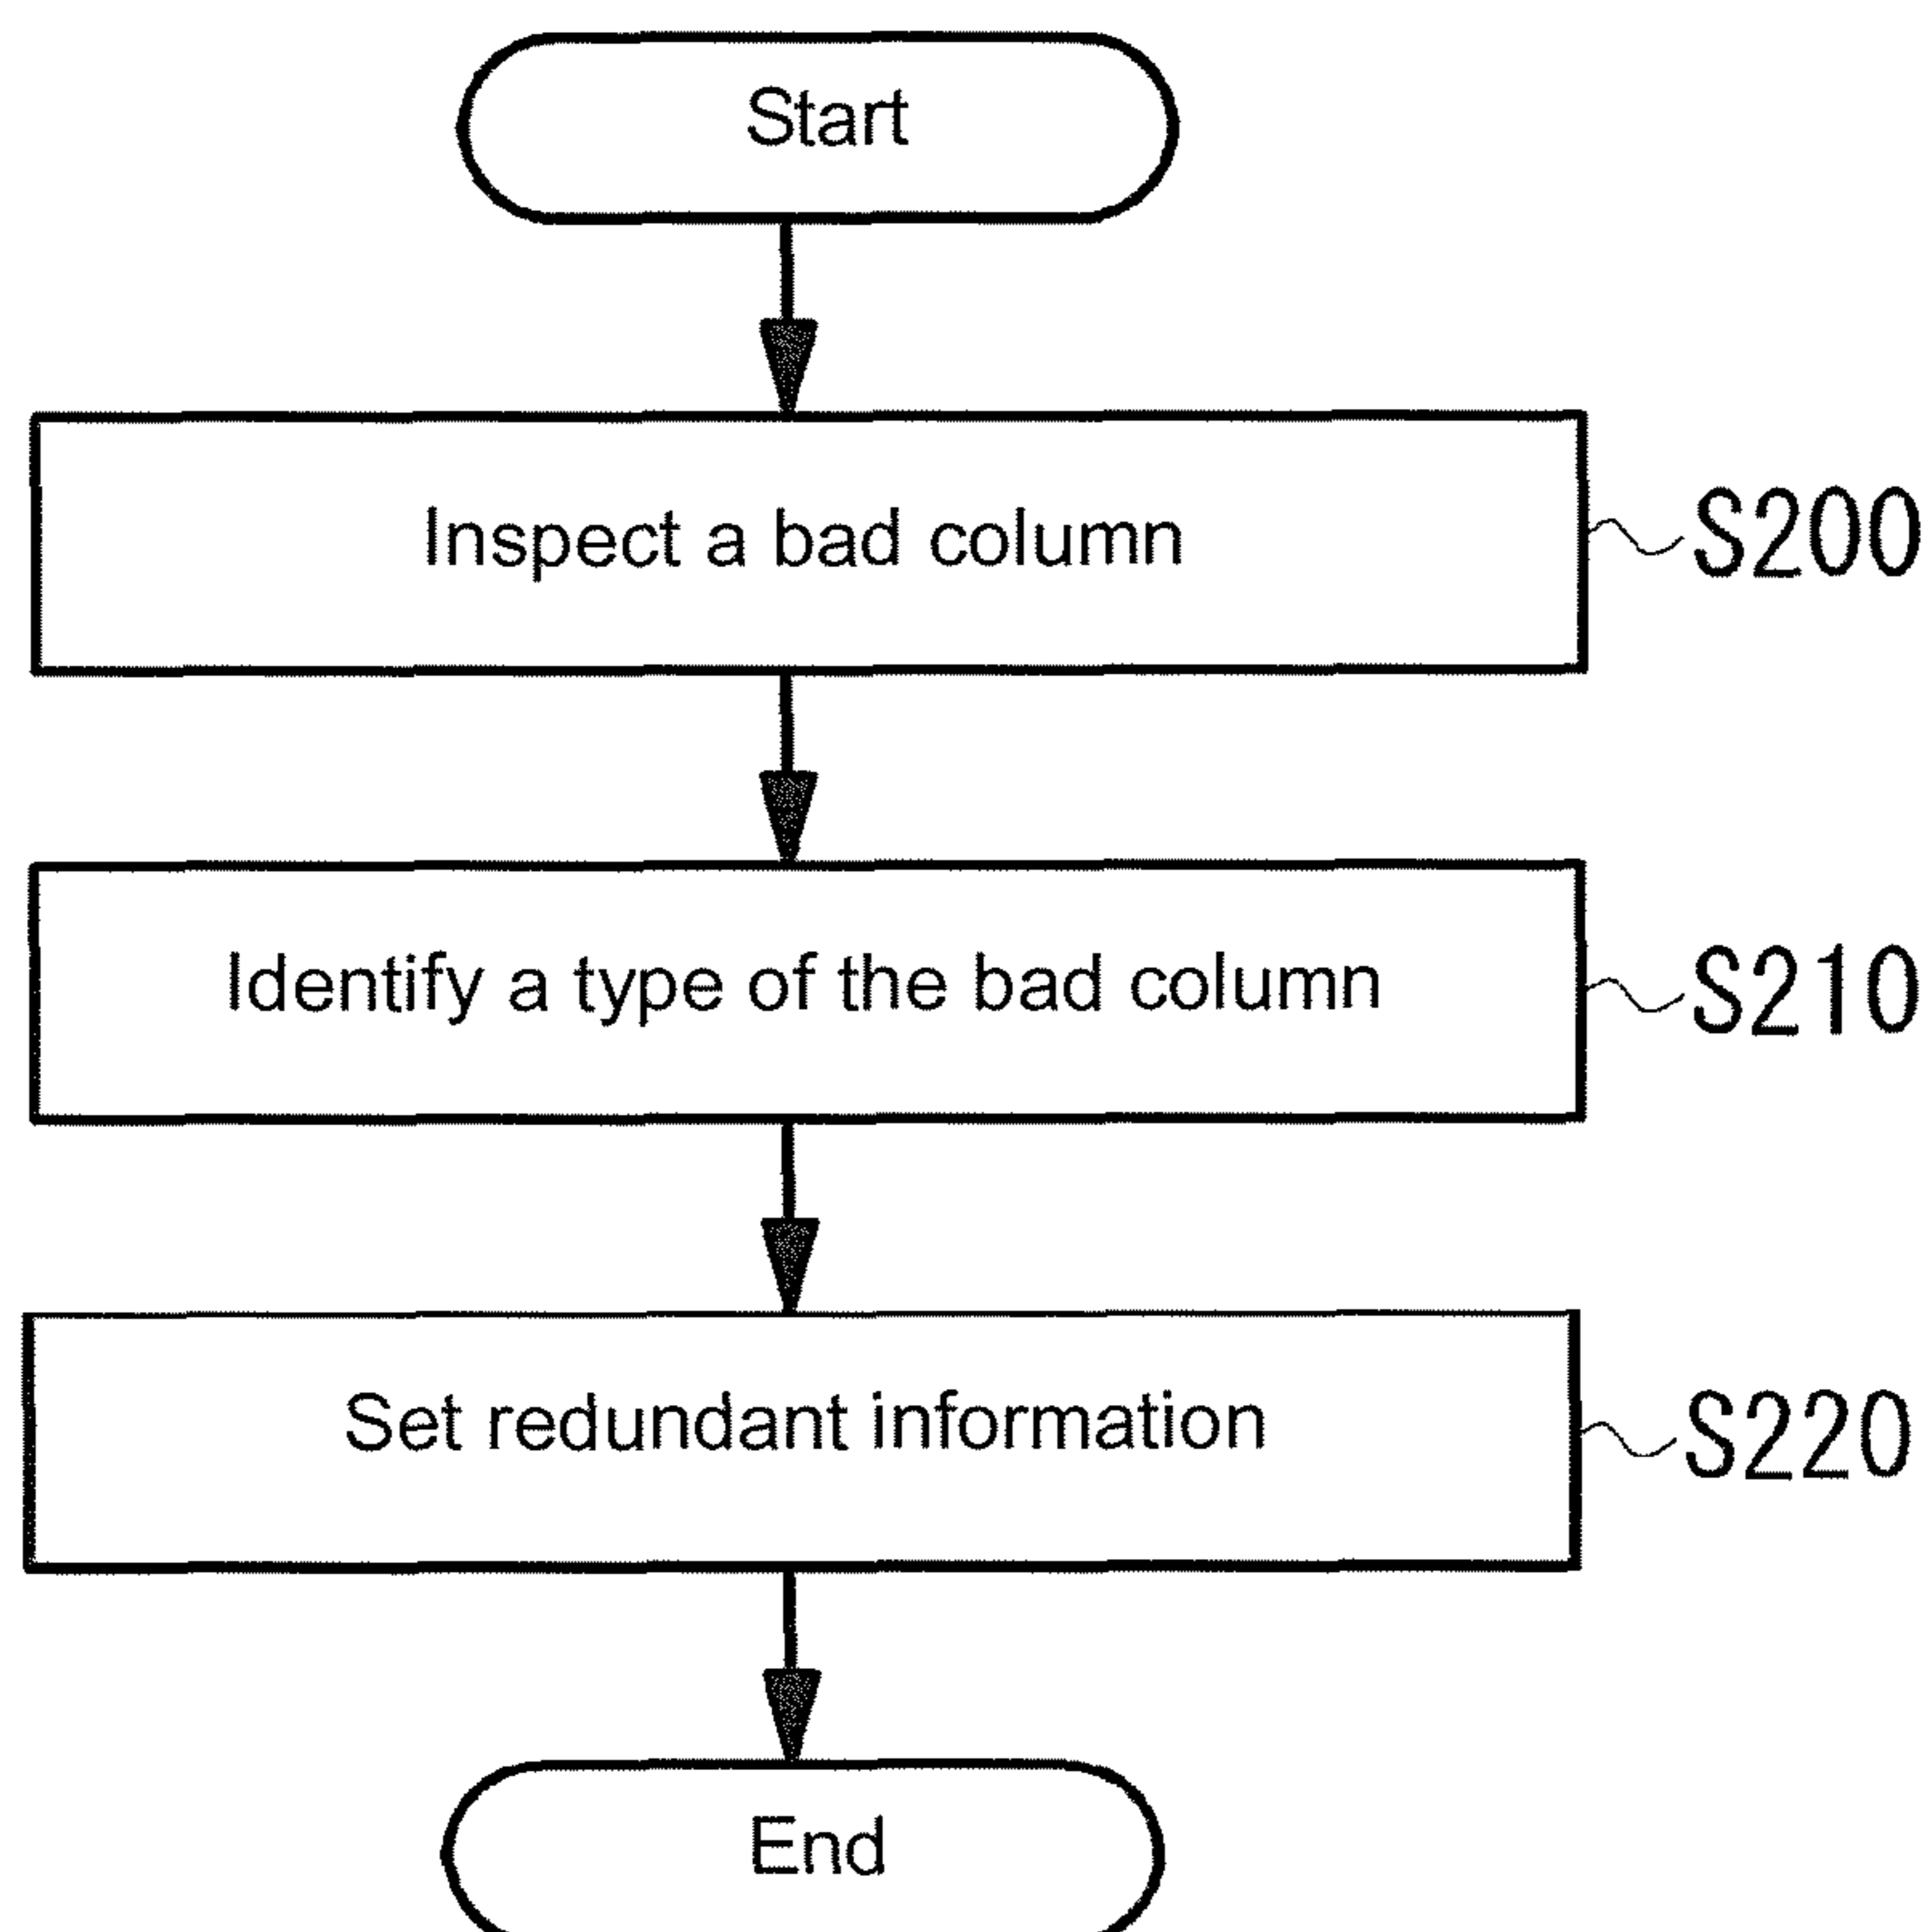 Start
Inspect a bad column
S200
Identify a type of the bad column
S210
Set redundant information
S220
End